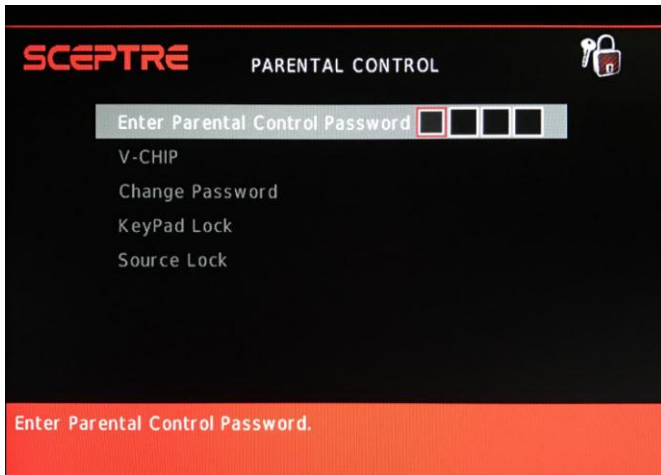 SCEPTRE
PARENTAL CONTROL
Enter Parental Control Password
V-CHIP
Change Password
KeyPad Lock
Source Lock
Enter Parental Control Password.